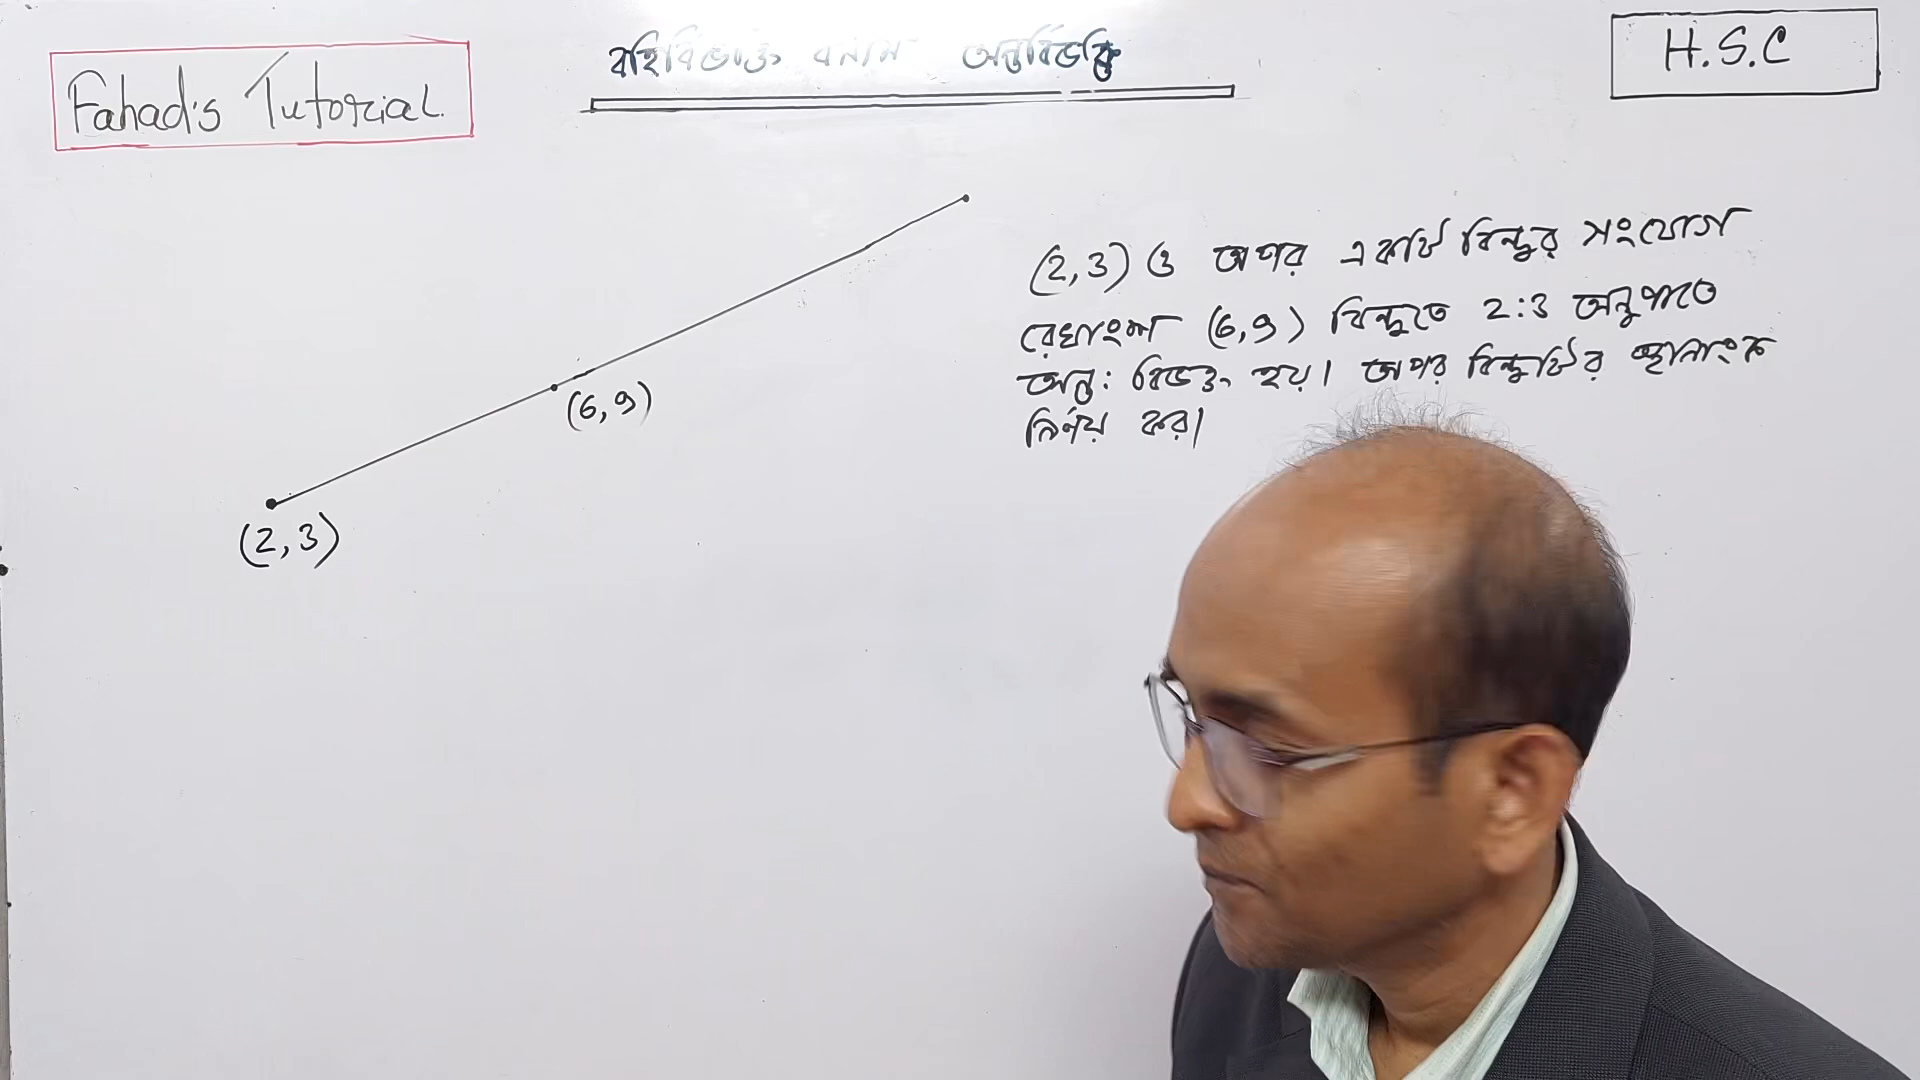 Fahad's Tutorial
বহির্বিভক্তি বনাম অন্তর্বিভক্তি
H.S.C
(2,3) ও অপর একটি বিন্দুর সংযোগ
রেখাংশ (6,9) বিন্দুতে 2:3 অনুপাতে
অন্ত: বিভক্ত হয়। অপর বিন্দুটির স্থানাংক
নির্ণয় কর।
(6,9)
(2,3)